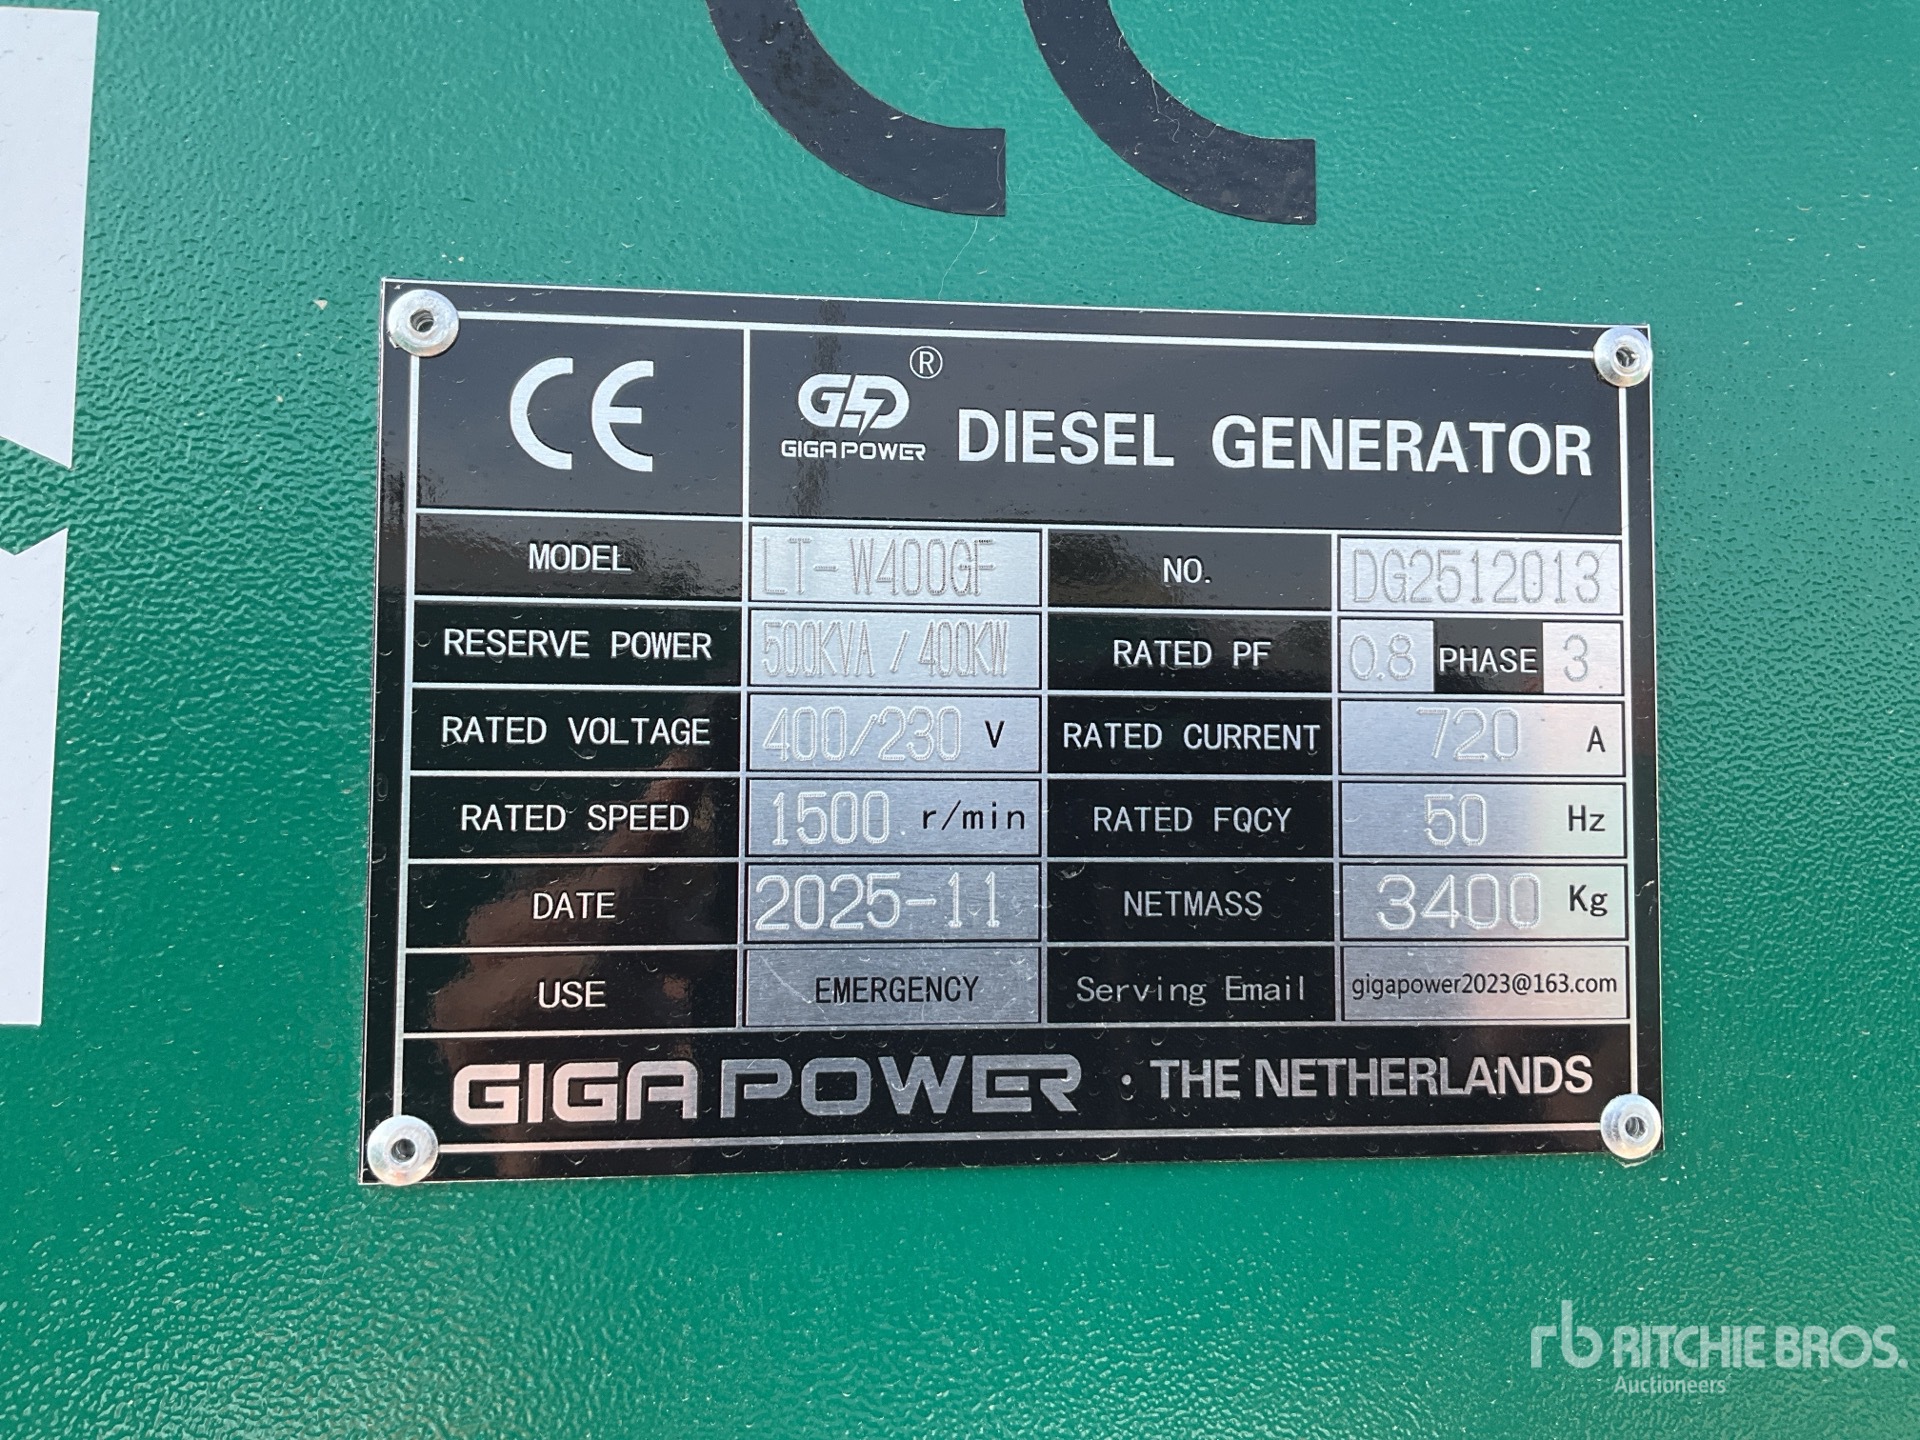 CE
GD ®
GIGA POWER
DIESEL GENERATOR
MODEL LT-W400GF NO. DG2512013
RESERVE POWER 500KVA / 400KW RATED PF 0.8 PHASE 3
RATED VOLTAGE 400/230 V RATED CURRENT 720 A
RATED SPEED 1500 r/min RATED FQCY 50 Hz
DATE 2025-11 NETMASS 3400 Kg
USE EMERGENCY Serving Email gigapower2023@163.com
GIGA POWER · THE NETHERLANDS
rb RITCHIE BROS.
Auctioneers